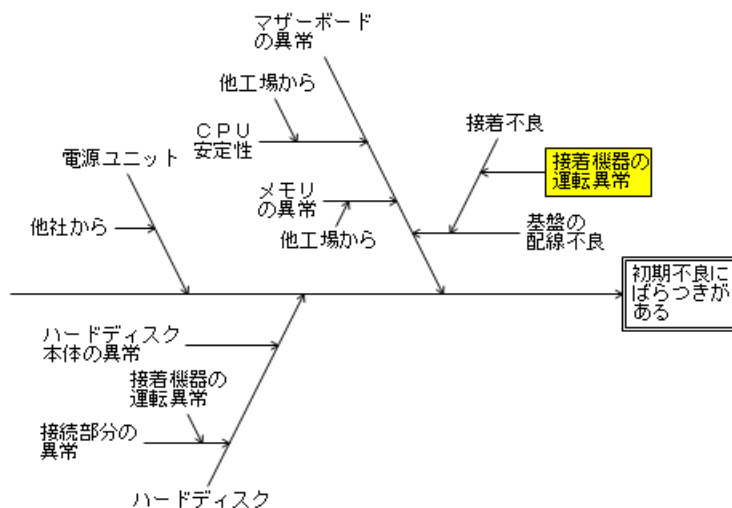 マザーボード
の異常
他工場から
ＣＰＵ
安定性
接着不良
電源ユニット
接着機器の
運転異常
メモリ
の異常
他社から
他工場から
基盤の
配線不良
初期不良に
ばらつきが
ある
ハードディスク
本体の異常
接着機器の
運転異常
接続部分の
異常
ハードディスク